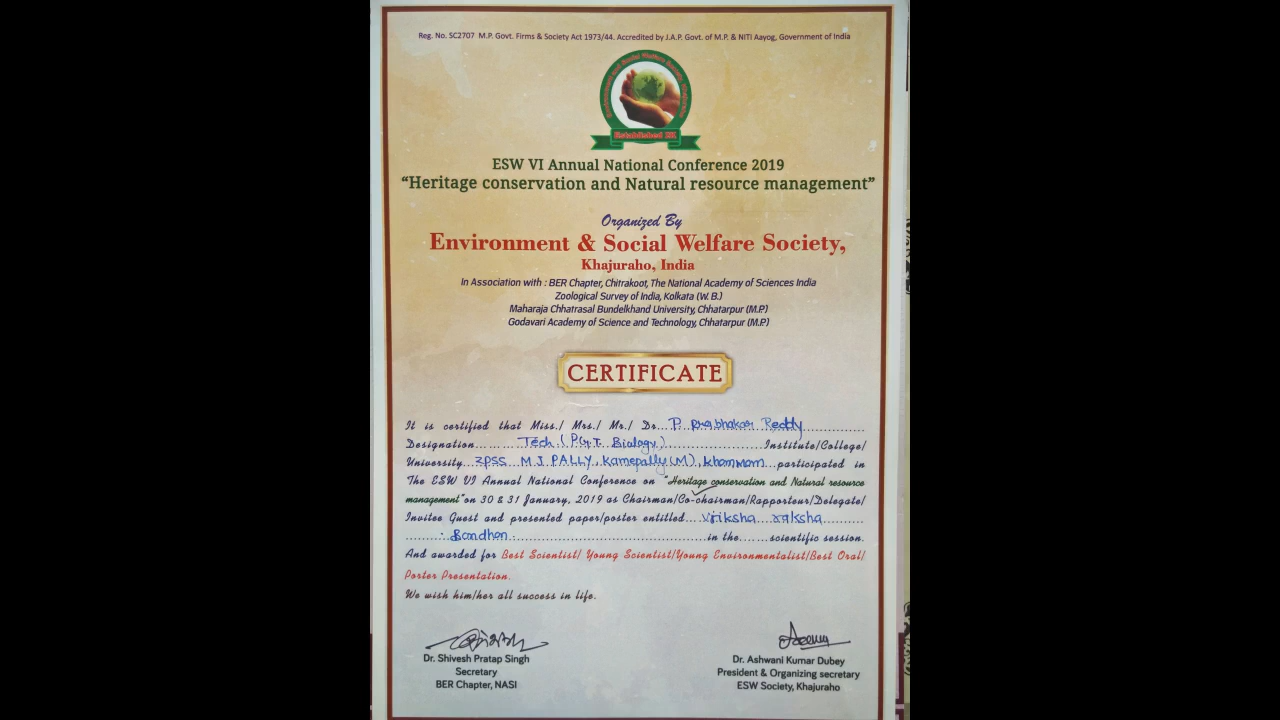 Reg. No. SC2707 M.P. Govt. Firms & Society Act 1973/44. Accredited by J.A.P. Govt. of M.P. & NITI Aayog, Government of India
ESW VI Annual National Conference 2019
“Heritage conservation and Natural resource management”
Organized By
Environment & Social Welfare Society,
Khajuraho, India
In Association with : BER Chapter, Chitrakoot, The National Academy of Sciences India
Zoological Survey of India, Kolkata (W.B.)
Maharaja Chhatrasal Bundelkhand University, Chhatarpur (M.P)
Godavari Academy of Science and Technology, Chhatarpur (M.P)
CERTIFICATE
It is certified that Miss./ Mrs./ Mr./ Dr... P. Prabhakar Reddy
Designation........ Tech (P.G.T. Biology) ........ Institute/College/
University... ZPSS M J PALLY, Kamepally(M), Khammam...participated in
The ESW VI Annual National Conference on "Heritage conservation and Natural resource
management"on 30 & 31 January, 2019 as Chairman/Co-chairman/Rapporteur/Delegate/
Invitee Guest and presented paper/poster entitled.... Vriksha raksha
Bandhan ........in the.......scientific session.
And awarded for Best Scientist/ Young Scientist/Young Environmentalist/Best Oral/
Porter Presentation.
We wish him/her all success in life.
Dr. Shivesh Pratap Singh
Secretary
BER Chapter, NASI
Dr. Ashwani Kumar Dubey
President & Organizing secretary
ESW Society, Khajuraho